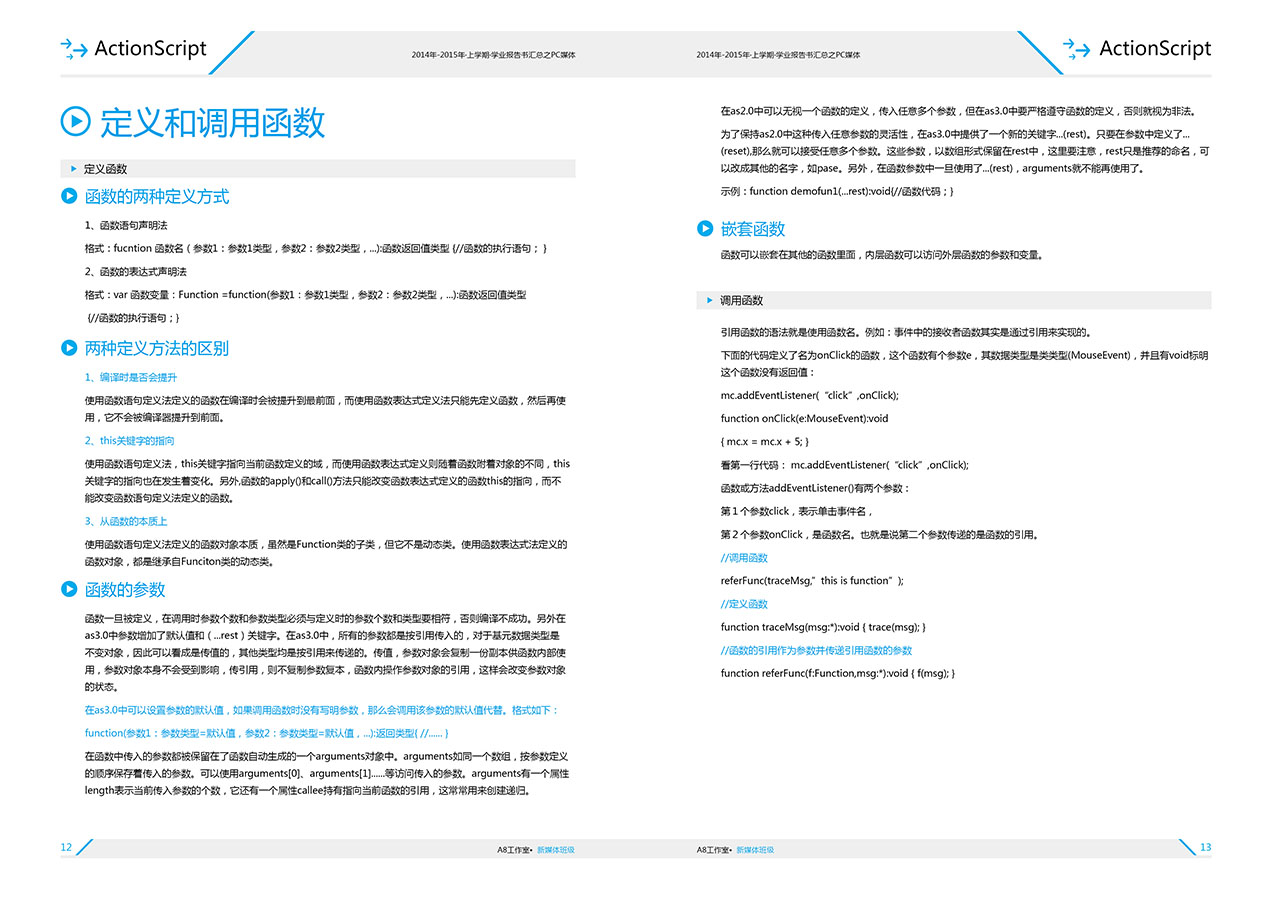 ActionScript
2014年-2015年-上学期-学业报告书汇总之PC媒体
定义和调用函数
定义函数
函数的两种定义方式
1、函数语句声明法
格式：fucntion 函数名（参数1：参数1类型，参数2：参数2类型，...):函数返回值类型 {//函数的执行语句； }
2、函数的表达式声明法
格式：var 函数变量：Function =function(参数1：参数1类型，参数2：参数2类型，...):函数返回值类型
{//函数的执行语句；}
两种定义方法的区别
1、编译时是否会提升
使用函数语句定义法定义的函数在编译时会被提升到最前面，而使用函数表达式定义法只能先定义函数，然后再使
用，它不会被编译器提升到前面。
2、this关键字的指向
使用函数语句定义法，this关键字指向当前函数定义的域，而使用函数表达式定义则随着函数附着对象的不同，this
关键字的指向也在发生着变化。另外,函数的apply()和call()方法只能改变函数表达式定义的函数this的指向，而不
能改变函数语句定义法定义的函数。
3、从函数的本质上
使用函数语句定义法定义的函数对象本质，虽然是Function类的子类，但它不是动态类。使用函数表达式法定义的
函数对象，都是继承自Funciton类的动态类。
函数的参数
函数一旦被定义，在调用时参数个数和参数类型必须与定义时的参数个数和类型要相符，否则编译不成功。另外在
as3.0中参数增加了默认值和（...rest）关键字。在as3.0中，所有的参数都是按引用传入的，对于基元数据类型是
不变对象，因此可以看成是传值的，其他类型均是按引用来传递的。传值，参数对象会复制一份副本供函数内部使
用，参数对象本身不会受到影响，传引用，则不复制参数复本，函数内操作参数对象的引用，这样会改变参数对象
的状态。
在as3.0中可以设置参数的默认值，如果调用函数时没有写明参数，那么会调用该参数的默认值代替。格式如下：
function(参数1：参数类型=默认值，参数2：参数类型=默认值，...):返回类型{ //...... }
在函数中传入的参数都被保留在了函数自动生成的一个arguments对象中。arguments如同一个数组，按参数定义
的顺序保存着传入的参数。可以使用arguments[0]、arguments[1]......等访问传入的参数。arguments有一个属性
length表示当前传入参数的个数，它还有一个属性callee持有指向当前函数的引用，这常常用来创建递归。
12
A8工作室• 新媒体班级
2014年-2015年-上学期-学业报告书汇总之PC媒体
ActionScript
在as2.0中可以无视一个函数的定义，传入任意多个参数，但在as3.0中要严格遵守函数的定义，否则就视为非法。
为了保持as2.0中这种传入任意参数的灵活性，在as3.0中提供了一个新的关键字...(rest)。只要在参数中定义了...
(reset),那么就可以接受任意多个参数。这些参数，以数组形式保留在rest中，这里要注意，rest只是推荐的命名，可
以改成其他的名字，如pase。另外，在函数参数中一旦使用了...(rest)，arguments就不能再使用了。
示例：function demofun1(...rest):void{//函数代码；}
嵌套函数
函数可以嵌套在其他的函数里面，内层函数可以访问外层函数的参数和变量。
调用函数
引用函数的语法就是使用函数名。例如：事件中的接收者函数其实是通过引用来实现的。
下面的代码定义了名为onClick的函数，这个函数有个参数e，其数据类型是类类型(MouseEvent)，并且有void标明
这个函数没有返回值：
mc.addEventListener( “click” ,onClick);
function onClick(e:MouseEvent):void
{ mc.x = mc.x + 5; }
看第一行代码： mc.addEventListener( “click” ,onClick);
函数或方法addEventListener()有两个参数：
第１个参数click，表示单击事件名，
第２个参数onClick，是函数名。也就是说第二个参数传递的是函数的引用。
//调用函数
referFunc(traceMsg,” this is function” );
//定义函数
function traceMsg(msg:*):void { trace(msg); }
//函数的引用作为参数并传递引用函数的参数
function referFunc(f:Function,msg:*):void { f(msg); }
A8工作室• 新媒体班级
13